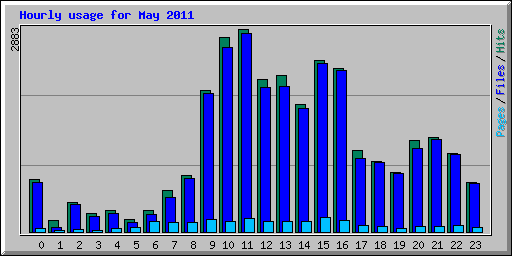 Hourly usage for May 2011
2883
Pages/Files/Hits
0 1 2 3 4 5 6 7 8 9 10 11 12 13 14 15 16 17 18 19 20 21 22 23